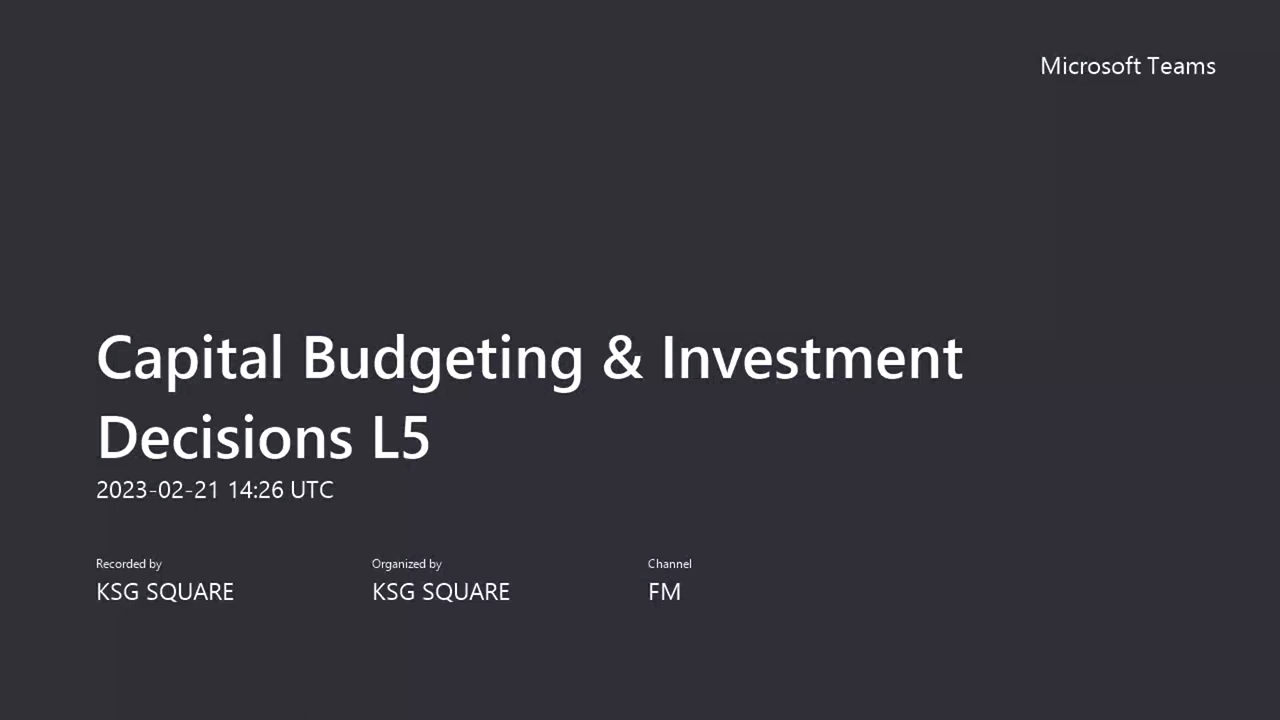 Microsoft Teams
Capital Budgeting & Investment
Decisions L5
2023-02-21 14:26 UTC
Recorded by
KSG SQUARE
Organized by
KSG SQUARE
Channel
FM